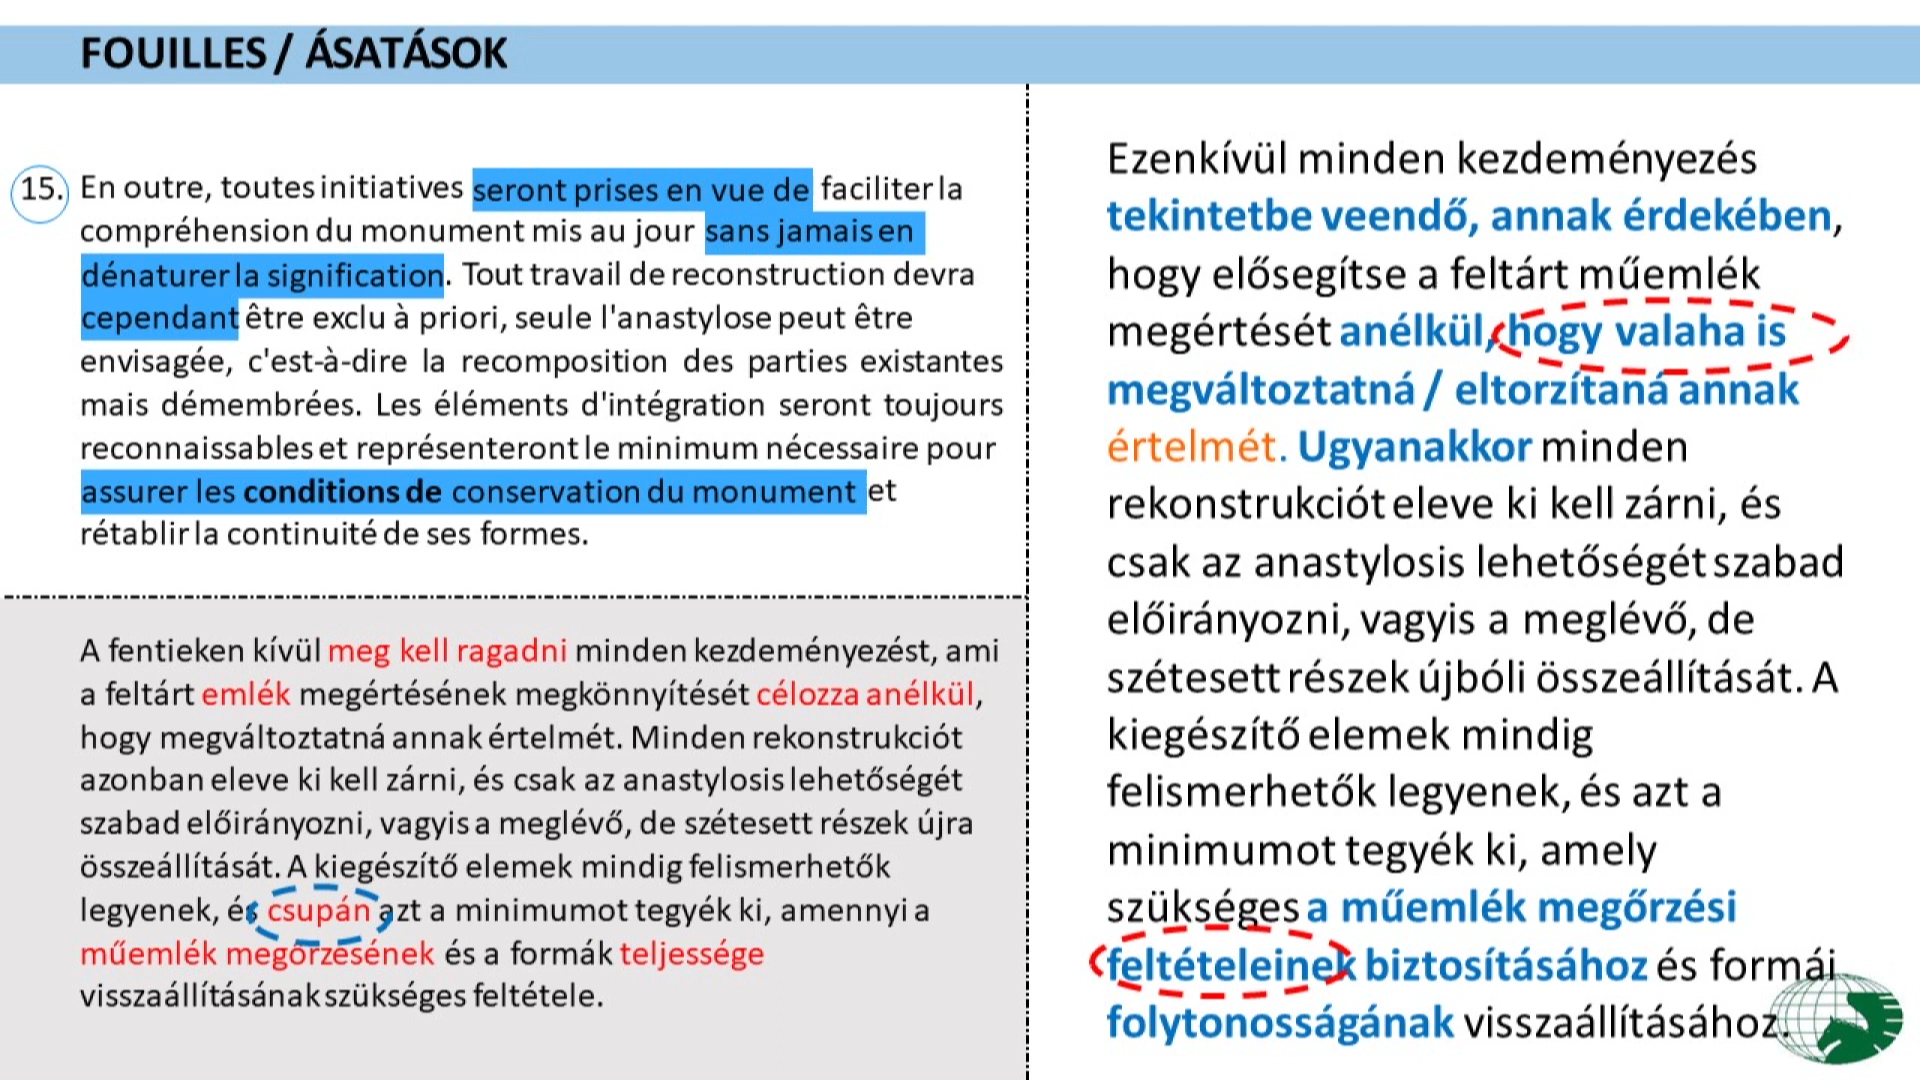 FOUILLES / ÁSATÁSOK
15. En outre, toutes initiatives seront prises en vue de faciliter la
compréhension du monument mis au jour sans jamais en
dénaturer la signification. Tout travail de reconstruction devra
cependant être exclu à priori, seule l'anastylose peut être
envisagée, c'est-à-dire la recomposition des parties existantes
mais démembrées. Les éléments d'intégration seront toujours
reconnaissables et représenteront le minimum nécessaire pour
assurer les conditions de conservation du monument et
rétablir la continuité de ses formes.
A fentieken kívül meg kell ragadni minden kezdeményezést, ami
a feltárt emlék megértésének megkönnyítését célozza anélkül,
hogy megváltoztatná annak értelmét. Minden rekonstrukciót
azonban eleve ki kell zárni, és csak az anastylosis lehetőségét
szabad előirányozni, vagyis a meglévő, de szétesett részek újra
összeállítását. A kiegészítő elemek mindig felismerhetők
legyenek, és csupán azt a minimumot tegyék ki, amennyi a
műemlék megőrzésének és a formák teljessége
visszaállításának szükséges feltétele.
Ezenkívül minden kezdeményezés
tekintetbe veendő, annak érdekében,
hogy elősegítse a feltárt műemlék
megértését anélkül, hogy valaha is
megváltoztatná / eltorzítaná annak
értelmét. Ugyanakkor minden
rekonstrukciót eleve ki kell zárni, és
csak az anastylosis lehetőségét szabad
előirányozni, vagyis a meglévő, de
szétesett részek újbóli összeállítását. A
kiegészítő elemek mindig
felismerhetők legyenek, és azt a
minimumot tegyék ki, amely
szükséges a műemlék megőrzési
feltételeinek biztosításához és formái
folytonosságának visszaállításához.